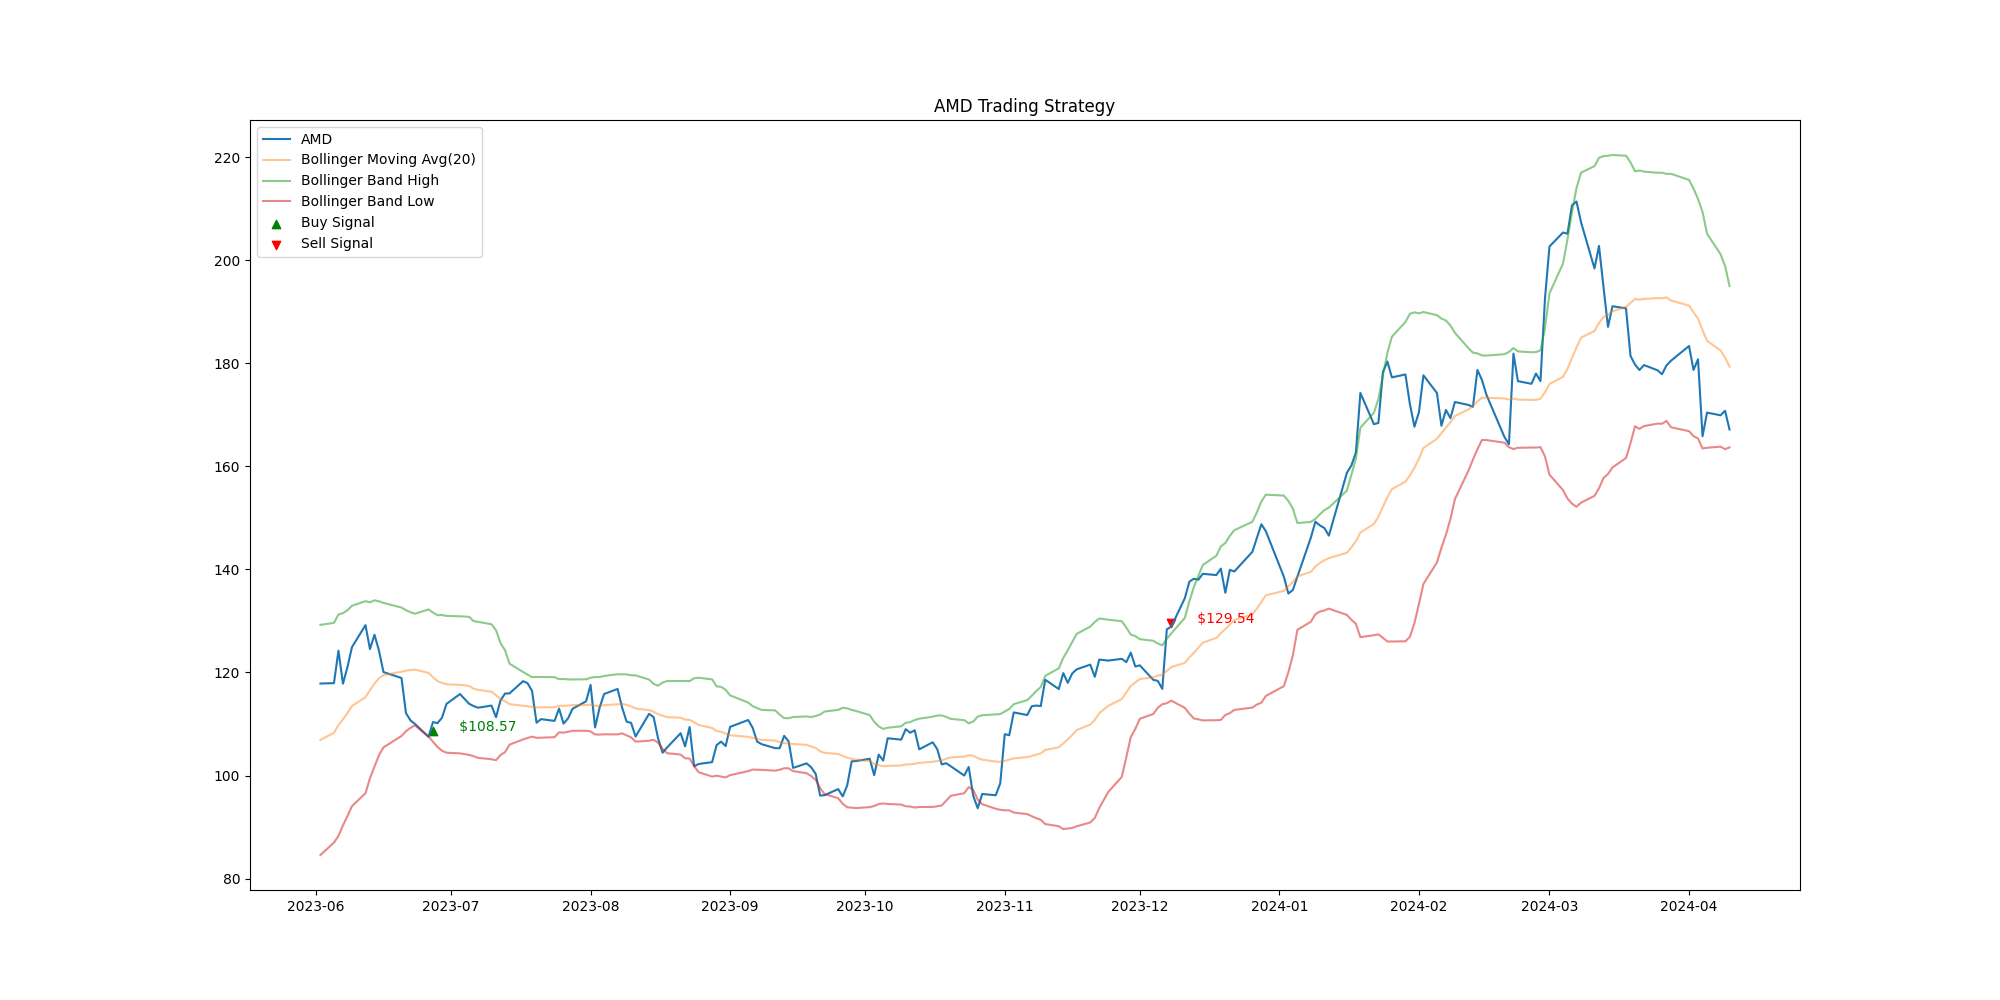 AMD Trading Strategy
AMD
Bollinger Moving Avg(20)
Bollinger Band High
Bollinger Band Low
Buy Signal
Sell Signal
220
200
180
160
140
120
100
80
$129.54
$108.57
2023-06 2023-07 2023-08 2023-09 2023-10 2023-11 2023-12 2024-01 2024-02 2024-03 2024-04